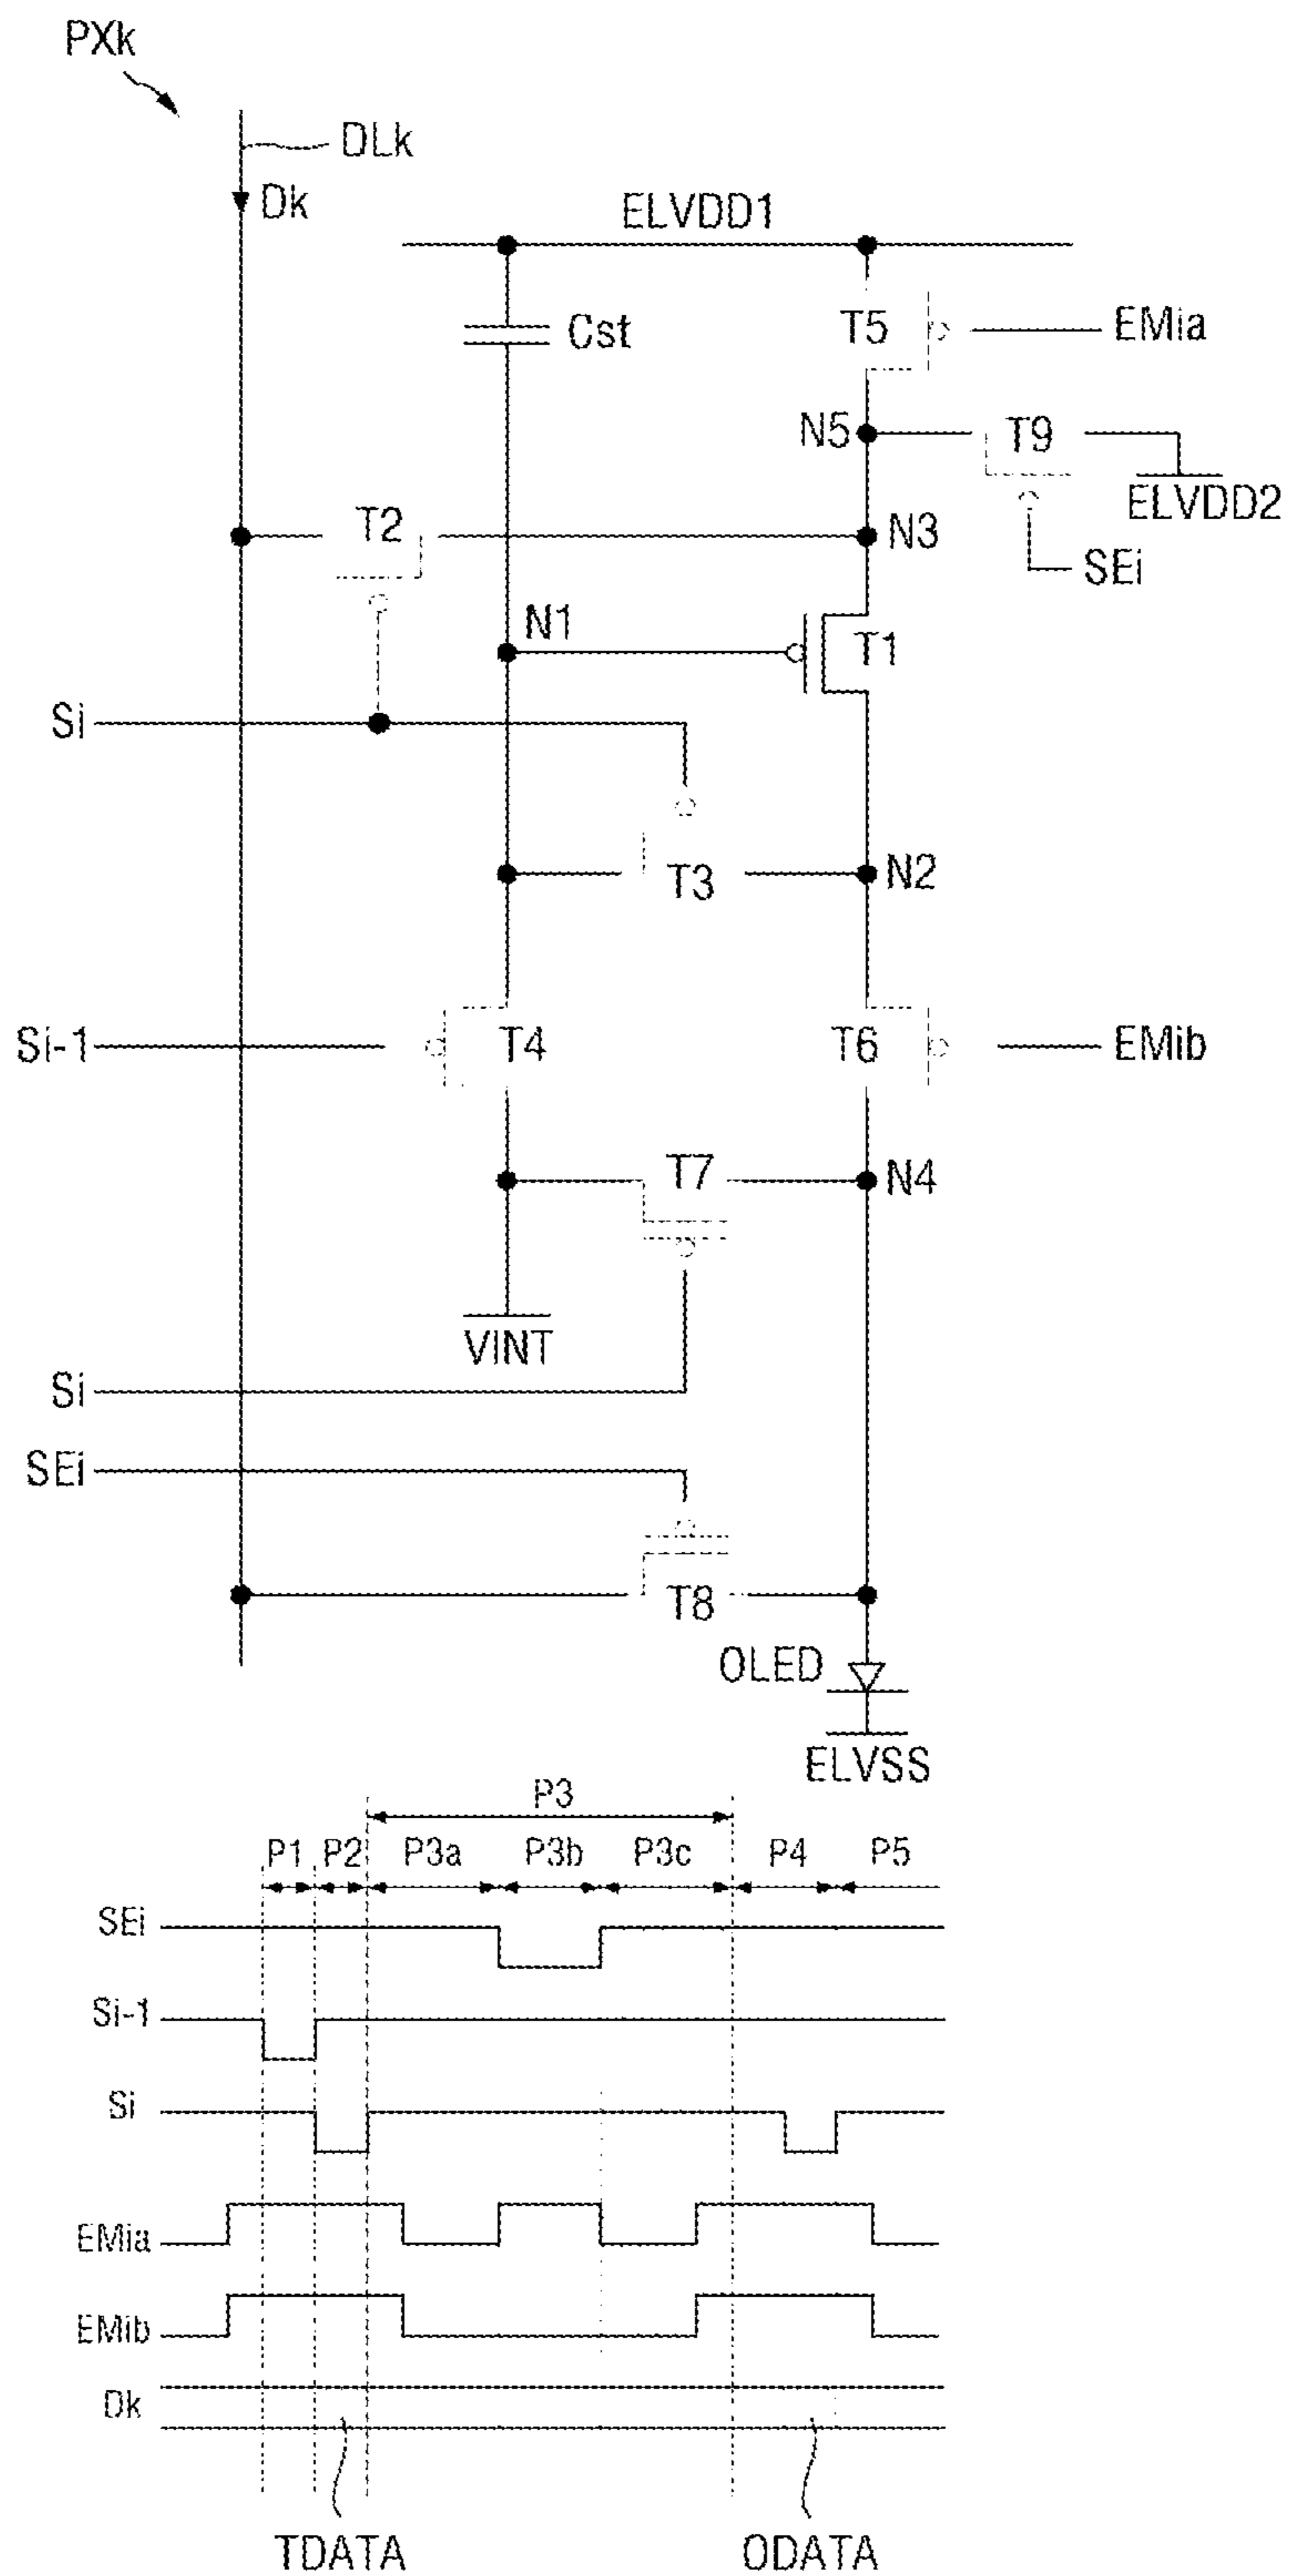 PXk
DLk
Dk
ELVDD1
Cst
T5
EMia
N5
T9
ELVDD2
T2
N3
SEi
N1
T1
Si
T3
N2
Si-1
T4
T6
EMib
T7
N4
VINT
Si
SEi
T8
OLED
ELVSS
P3
P1 P2 P3a P3b P3c P4 P5
SEi
Si-1
Si
EMia
EMib
Dk
TDATA ODATA